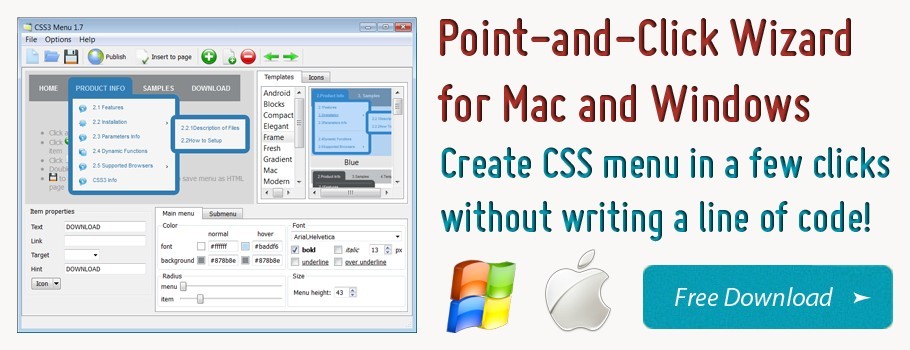 CSS3 Menu 1.7
File Options Help
Publish Insert to page
HOME PRODUCT INFO SAMPLES DOWNLOAD
2.1 Features
2.2 Installation
2.3 Parameters Info
2.4 Dynamic Functions
2.5 Supported Browsers
CSS3 Info
2.2.1Description of Files
2.2How to Setup
save menu as HTML
page
Templates Icons
Android
Blocks
Compact
Elegant
Frame
Fresh
Gradient
Mac
Modern
Blue
Item properties
Text DOWNLOAD
Link
Target
Hint DOWNLOAD
Icon
Main menu Submenu
Color
normal hover
font #ffffff #baddf6
background #878b8e #878b8e
Font
Arial,Helvetica
bold italic 13 px
underline over underline
Radius
menu
item
Size
Menu height: 43
Point-and-Click Wizard
for Mac and Windows
Create CSS menu in a few clicks
without writing a line of code!
Free Download